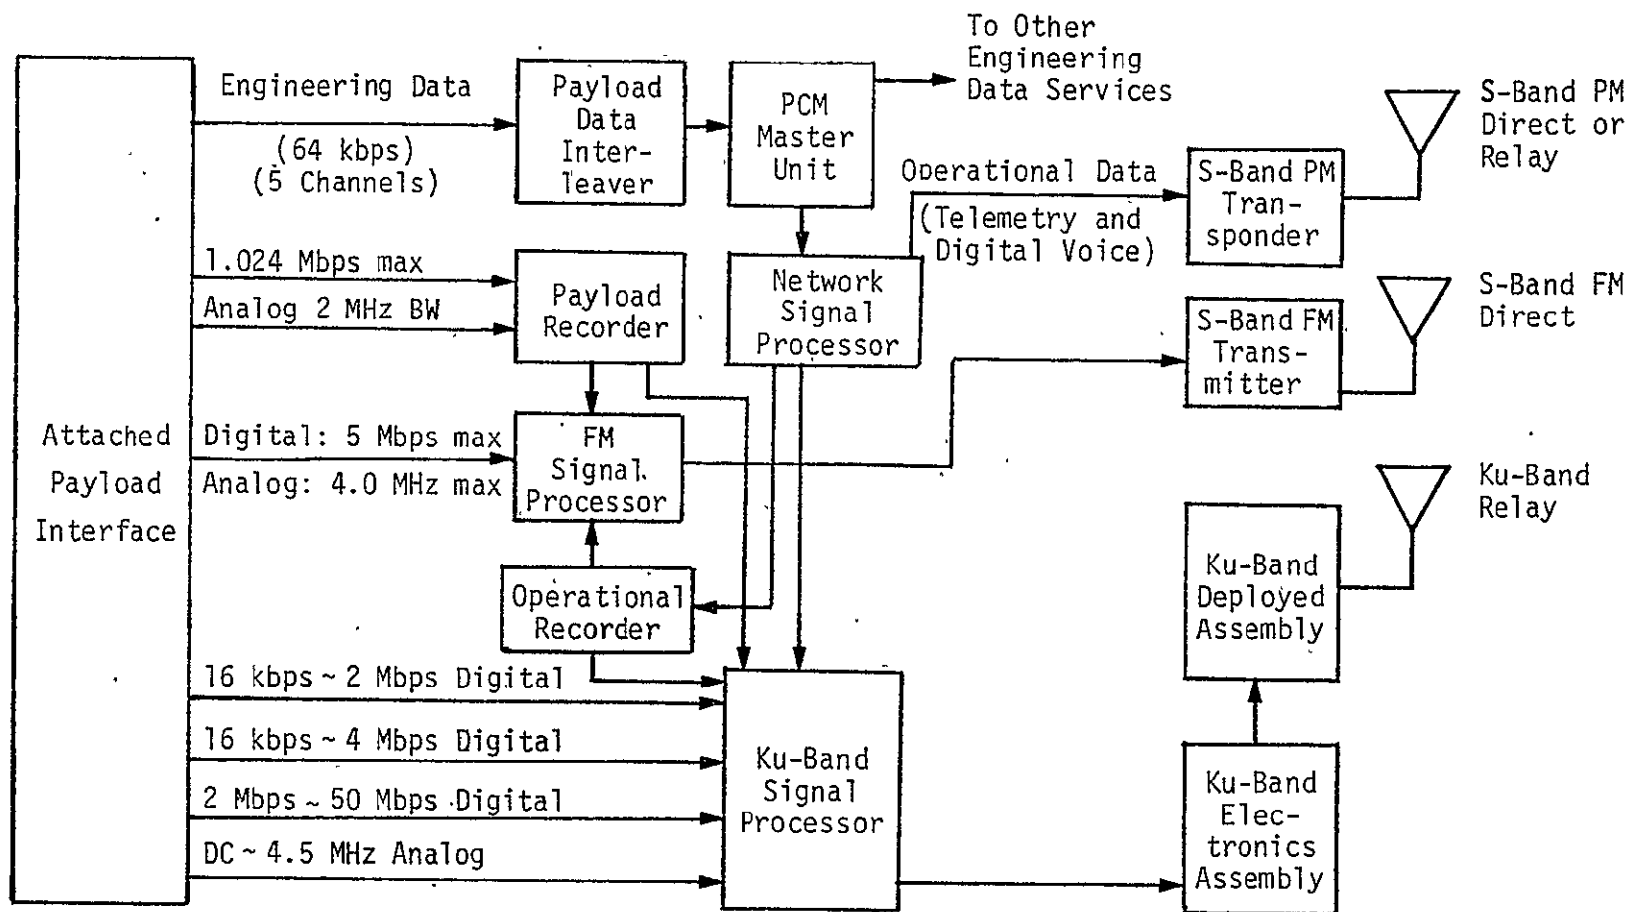 To Other
Engineering
Data Services
Engineering Data
(64 kbps)
(5 Channels)
Payload
Data
Inter-
leaver
PCM
Master
Unit
S-Band PM
Direct or
Relay
Operational Data
(Telemetry and
Digital Voice)
S-Band PM
Tran-
sponder
1.024 Mbps max
Analog 2 MHz BW
Payload
Recorder
Network
Signal
Processor
S-Band FM
Direct
S-Band FM
Trans-
mitter
Attached
Payload
Interface
Digital: 5 Mbps max
Analog: 4.0 MHz max
FM
Signal
Processor
Ku-Band
Relay
Operational
Recorder
Ku-Band
Deployed
Assembly
16 kbps ~ 2 Mbps Digital
16 kbps ~ 4 Mbps Digital
2 Mbps ~ 50 Mbps Digital
DC ~ 4.5 MHz Analog
Ku-Band
Signal
Processor
Ku-Band
Elec-
tronics
Assembly